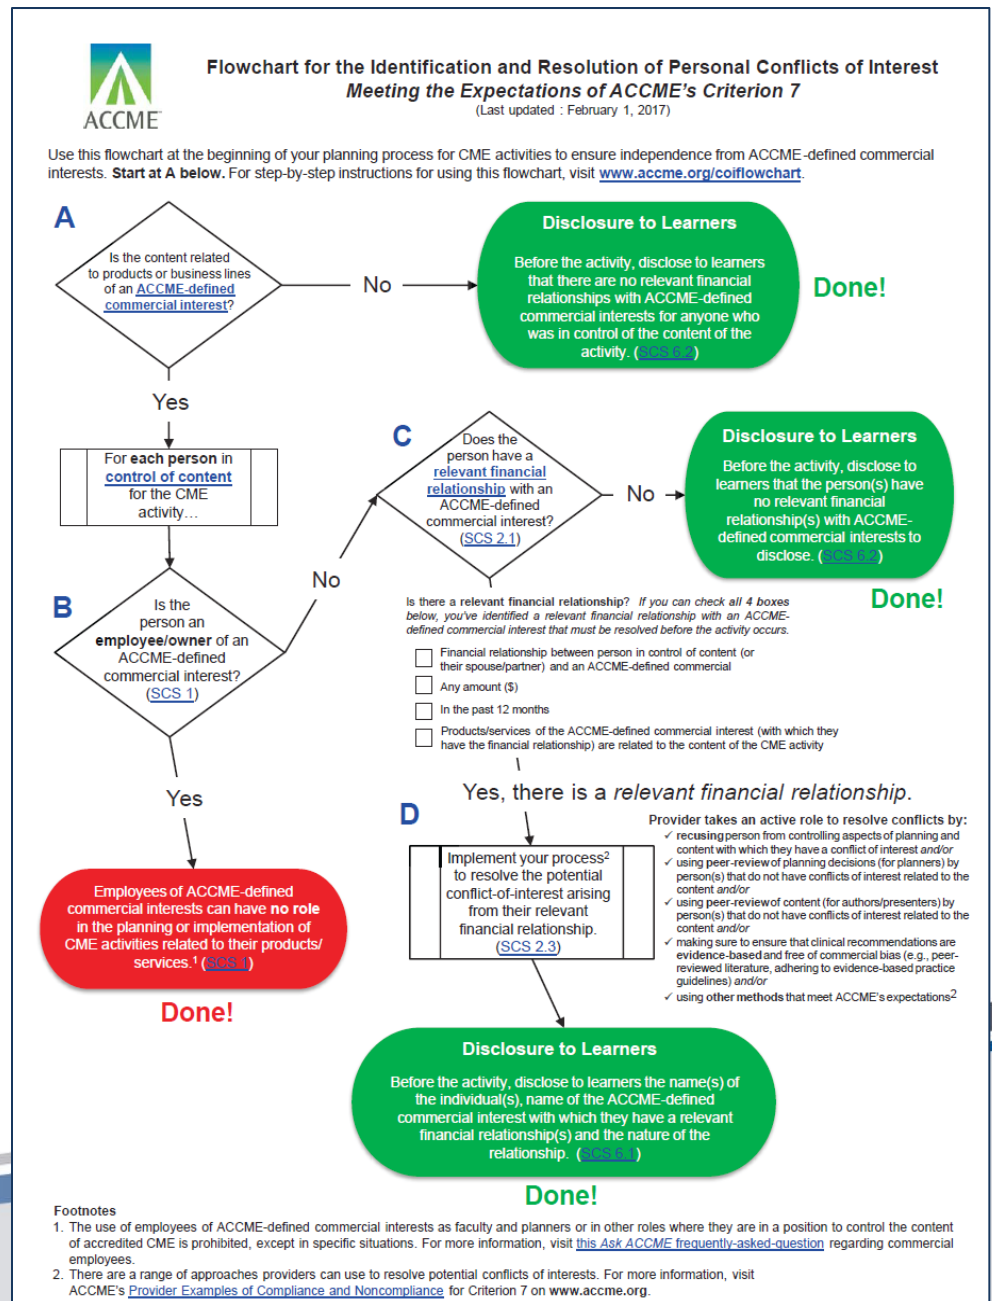 ACCME
Flowchart for the Identification and Resolution of Personal Conflicts of Interest
Meeting the Expectations of ACCME's Criterion 7
(Last updated : February 1, 2017)
Use this flowchart at the beginning of your planning process for CME activities to ensure independence from ACCME-defined commercial
interests. Start at A below. For step-by-step instructions for using this flowchart, visit www.accme.org/coiflowchart.
A
Is the content related
to products or business lines
of an ACCME-defined
commercial interest?
No
Disclosure to Learners
Before the activity, disclose to learners
that there are no relevant financial
relationships with ACCME-defined
commercial interests for anyone who
was in control of the content of the
activity. (SCS 6.2)
Done!
Yes
For each person in
control of content
for the CME
activity…
C
Does the
person have a
relevant financial
relationship with an
ACCME-defined
commercial interest?
(SCS 2.1)
No
Disclosure to Learners
Before the activity, disclose to
learners that the person(s) have
no relevant financial
relationship(s) with ACCME-
defined commercial interests to
disclose. (SCS 6.2)
Done!
No
B
Is the
person an
employee/owner of an
ACCME-defined
commercial interest?
(SCS 1)
Is there a relevant financial relationship? If you can check all 4 boxes
below, you've identified a relevant financial relationship with an ACCME-
defined commercial interest that must be resolved before the activity occurs.
Financial relationship between person in control of content (or
their spouse/partner) and an ACCME-defined commercial
Any amount ($)
In the past 12 months
Products/services of the ACCME-defined commercial interest (with which they
have the financial relationship) are related to the content of the CME activity
Yes
Yes, there is a relevant financial relationship.
D
Implement your process2
to resolve the potential
conflict-of-interest arising
from their relevant
financial relationship.
(SCS 2.3)
Provider takes an active role to resolve conflicts by:
✓ recusing person from controlling aspects of planning and
content with which they have a conflict of interest and/or
✓ using peer-review of planning decisions (for planners) by
person(s) that do not have conflicts of interest related to the
content and/or
✓ using peer-review of content (for authors/presenters) by
person(s) that do not have conflicts of interest related to the
content and/or
✓ making sure to ensure that clinical recommendations are
evidence-based and free of commercial bias (e.g., peer-
reviewed literature, adhering to evidence-based practice
guidelines) and/or
✓ using other methods that meet ACCME's expectations2
Employees of ACCME-defined
commercial interests can have no role
in the planning or implementation of
CME activities related to their products/
services.1 (SCS 1)
Done!
Disclosure to Learners
Before the activity, disclose to learners the name(s) of
the individual(s), name of the ACCME-defined
commercial interest with which they have a relevant
financial relationship(s) and the nature of the
relationship. (SCS 6.1)
Done!
Footnotes
1. The use of employees of ACCME-defined commercial interests as faculty and planners or in other roles where they are in a position to control the content
of accredited CME is prohibited, except in specific situations. For more information, visit this Ask ACCME frequently-asked-question regarding commercial
employees.
2. There are a range of approaches providers can use to resolve potential conflicts of interests. For more information, visit
ACCME's Provider Examples of Compliance and Noncompliance for Criterion 7 on www.accme.org.